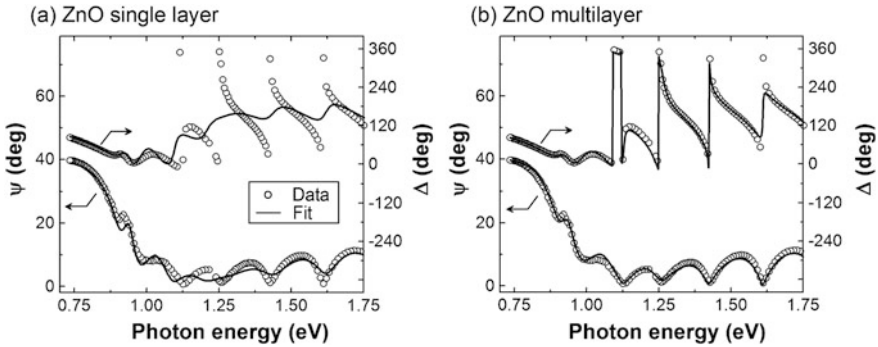 (a) ZnO single layer
360
60
240
120
40
0
ψ (deg)
Δ (deg)
20
-120
Data
Fit
-240
0
0.75 1.00 1.25 1.50 1.75
Photon energy (eV)
(b) ZnO multilayer
360
60
240
120
40
0
ψ (deg)
Δ (deg)
20
-120
-240
0
0.75 1.00 1.25 1.50 1.75
Photon energy (eV)